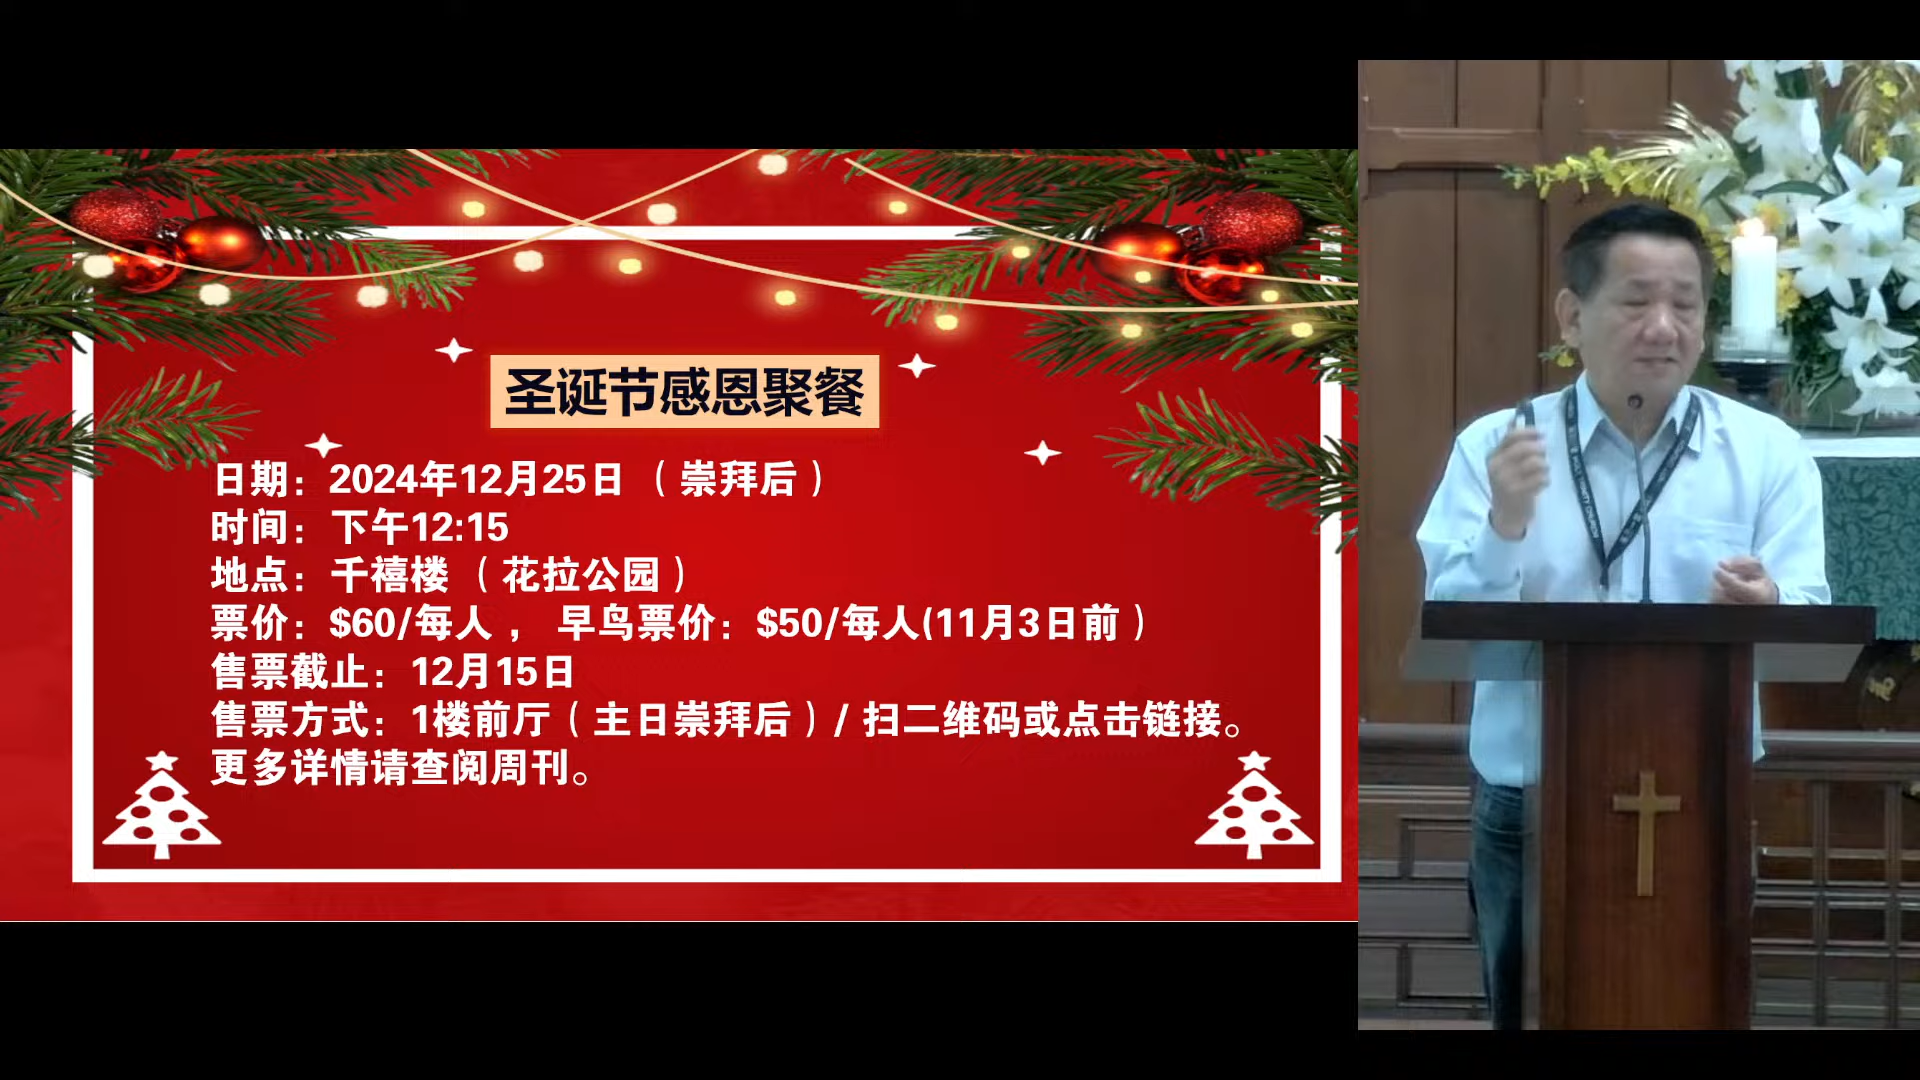 圣诞节感恩聚餐
日期：2024年12月25日（崇拜后）
时间：下午12:15
地点：千禧楼（花拉公园）
票价：$60/每人， 早鸟票价：$50/每人(11月3日前）
售票截止：12月15日
售票方式：1楼前厅（主日崇拜后）/ 扫二维码或点击链接。
更多详情请查阅周刊。